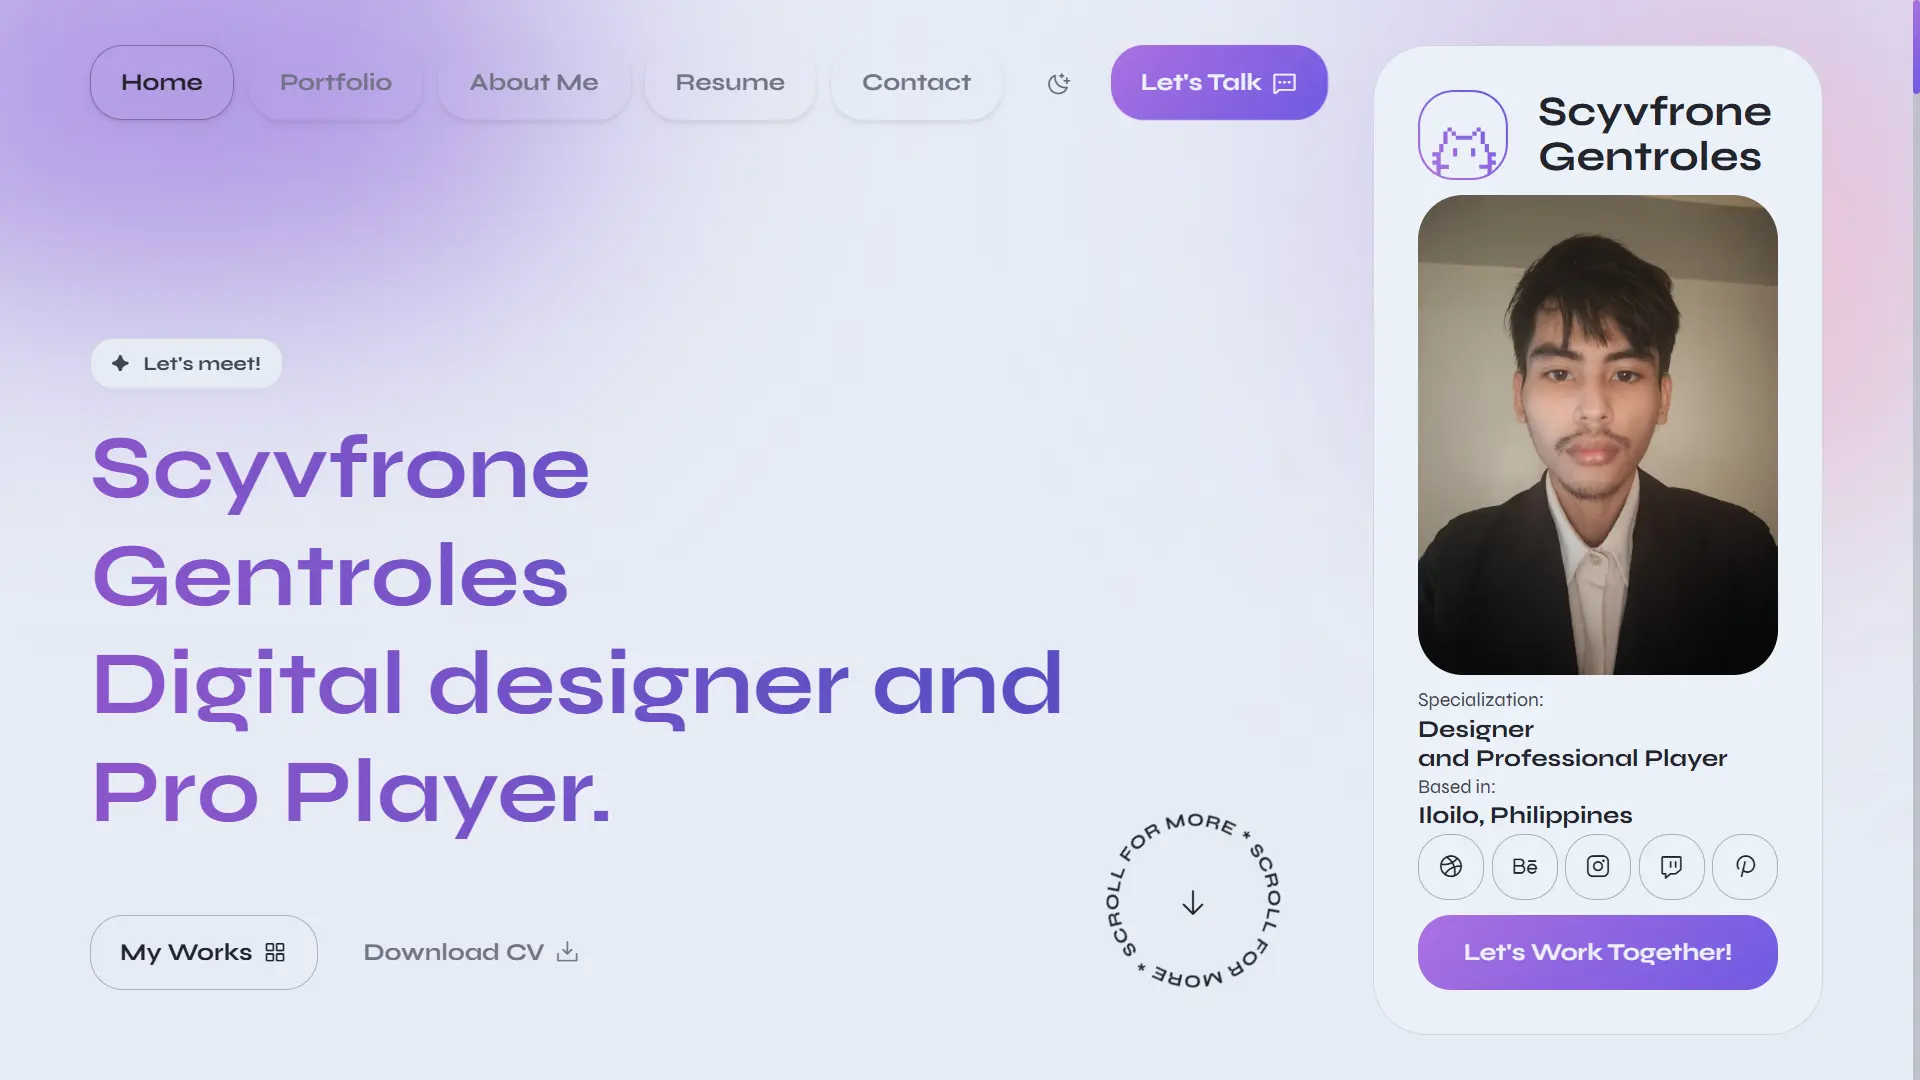 Home
Portfolio
About Me
Resume
Contact
Let's Talk
Let's meet!
Scyvfrone
Gentroles
Digital designer and
Pro Player.
My Works
Download CV
SCROLL FOR MORE * SCROLL FOR MORE *
Scyvfrone
Gentroles
Specialization:
Designer
and Professional Player
Based in:
Iloilo, Philippines
Bē
Let's Work Together!